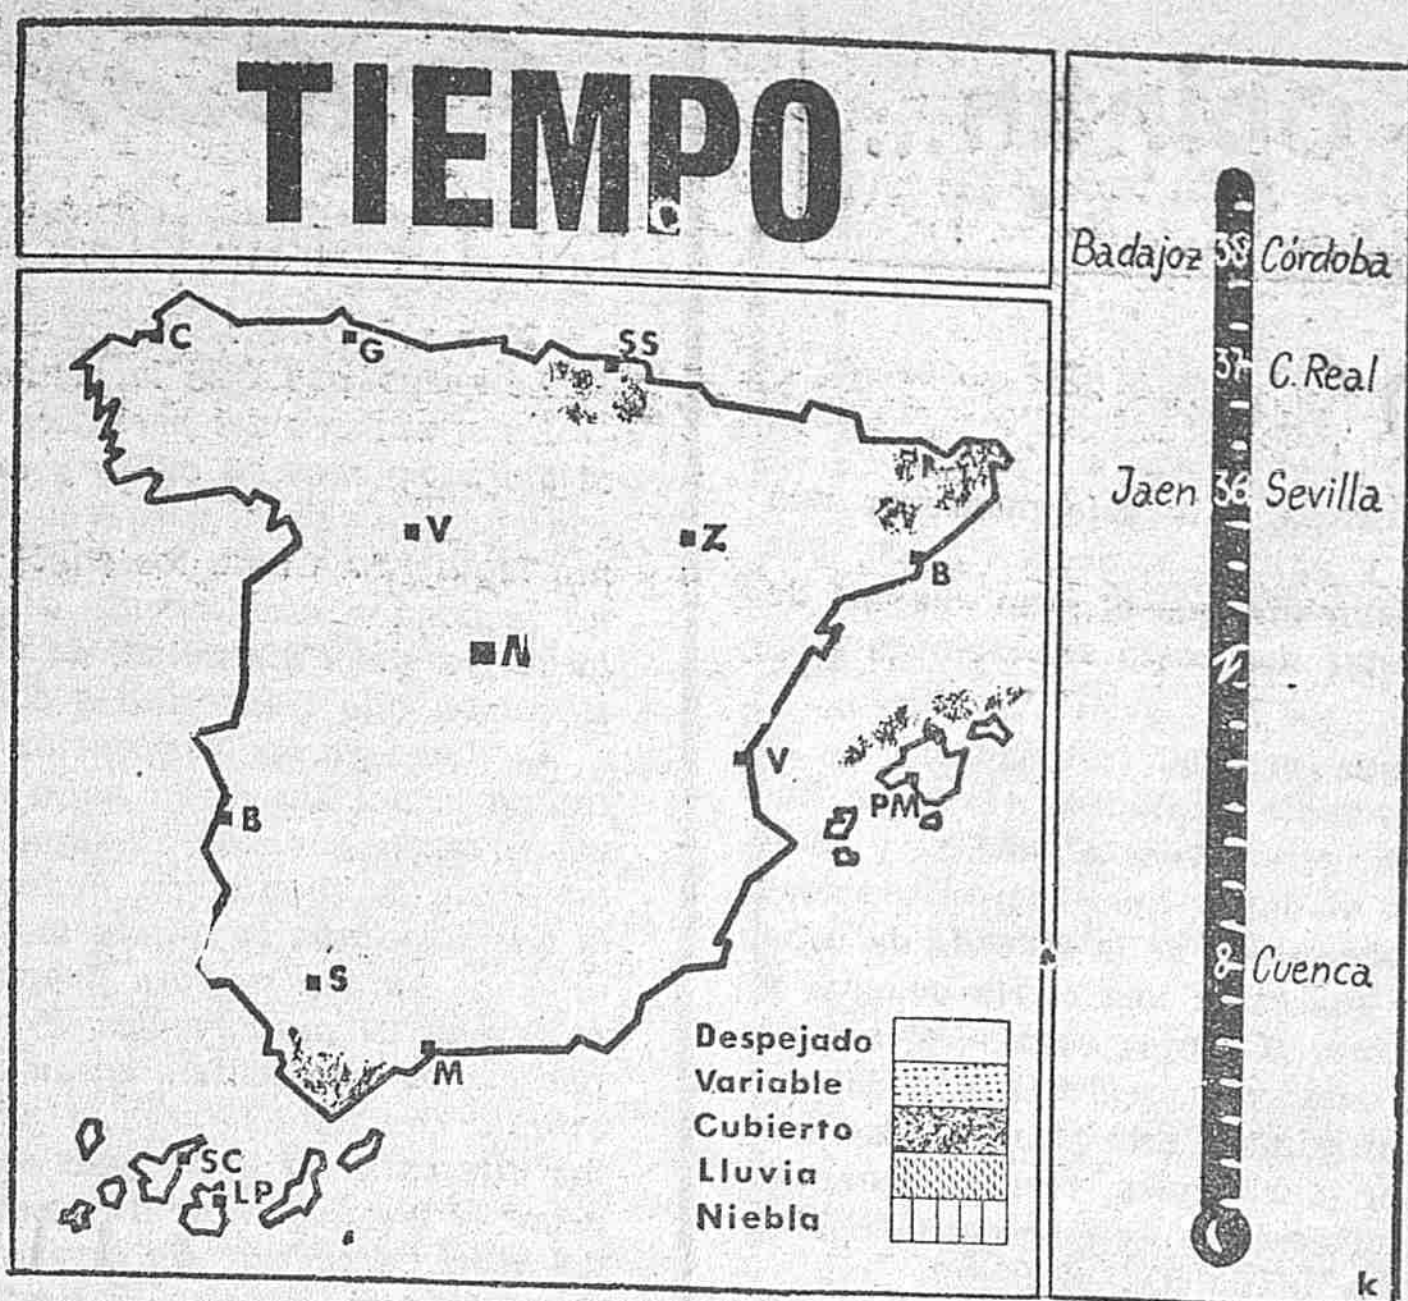 TIEMPO
C
G
SS
V
Z
B
V
PM
B
S
M
SC
LP
Despejado
Variable
Cubierto
Lluvia
Niebla
Badajoz 38 Córdoba
37 C. Real
Jaen 36 Sevilla
8 Cuenca
k